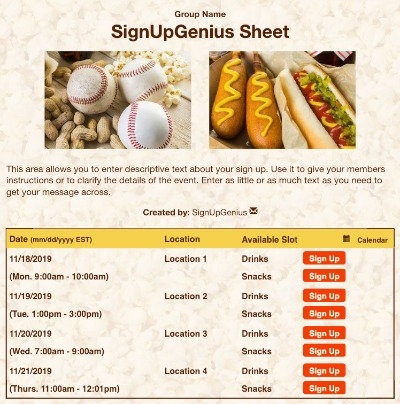 Group Name
SignUpGenius Sheet
This area allows you to enter descriptive text about your sign up. Use it to give your members
instructions or to clarify the details of the event. Enter as little or as much text as you need to
get your message across.
Created by: SignUpGenius
Date (mm/dd/yyyy EST) Location Available Slot Calendar
11/18/2019 Location 1 Drinks Sign Up
(Mon. 9:00am - 10:00am) Snacks Sign Up
11/19/2019 Location 2 Drinks Sign Up
(Tue. 1:00pm - 3:00pm) Snacks Sign Up
11/20/2019 Location 3 Drinks Sign Up
(Wed. 7:00am - 9:00am) Snacks Sign Up
11/21/2019 Location 4 Drinks Sign Up
(Thurs. 11:00am - 12:01pm) Snacks Sign Up